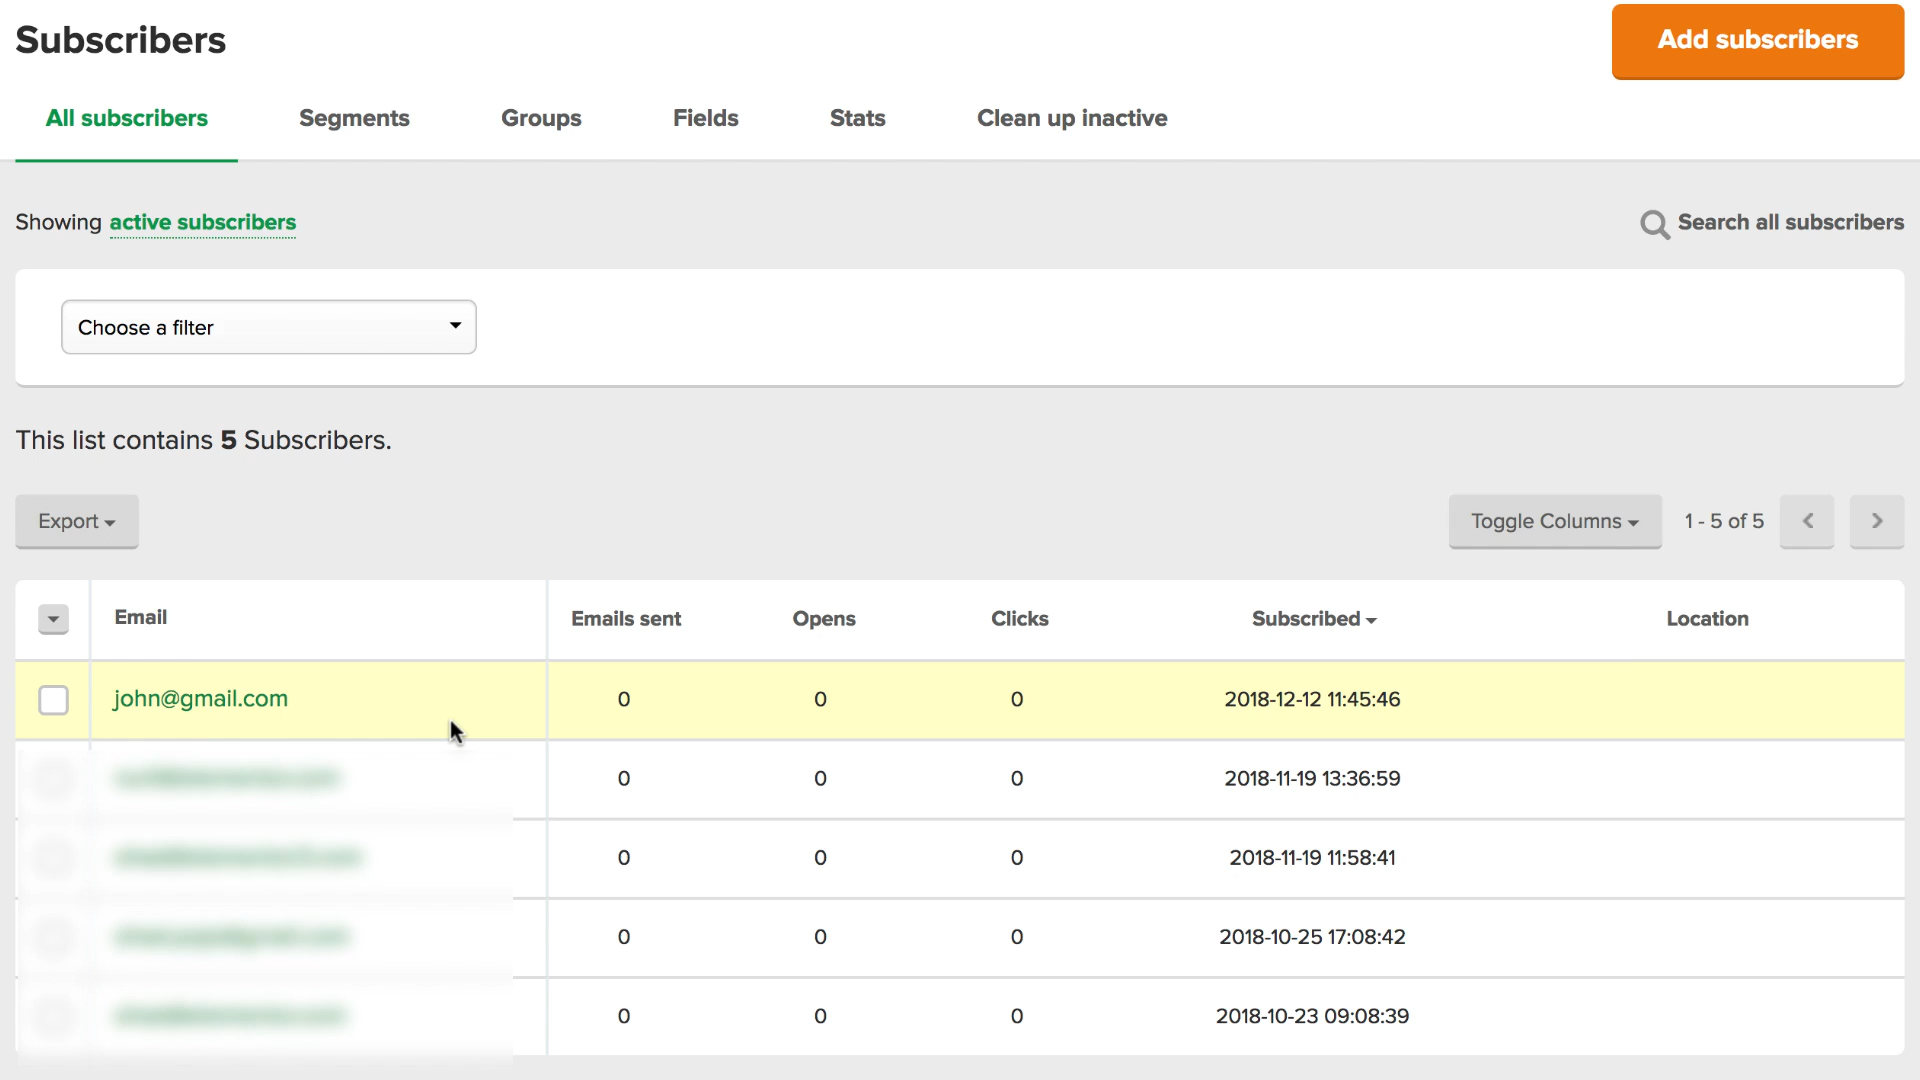 Subscribers
Add subscribers
All subscribers Segments Groups Fields Stats Clean up inactive
Showing active subscribers
Search all subscribers
Choose a filter
This list contains 5 Subscribers.
Export
Toggle Columns 1 - 5 of 5
Email Emails sent Opens Clicks Subscribed Location
john@gmail.com 0 0 0 2018-12-12 11:45:46
0 0 0 2018-11-19 13:36:59
0 0 0 2018-11-19 11:58:41
0 0 0 2018-10-25 17:08:42
0 0 0 2018-10-23 09:08:39